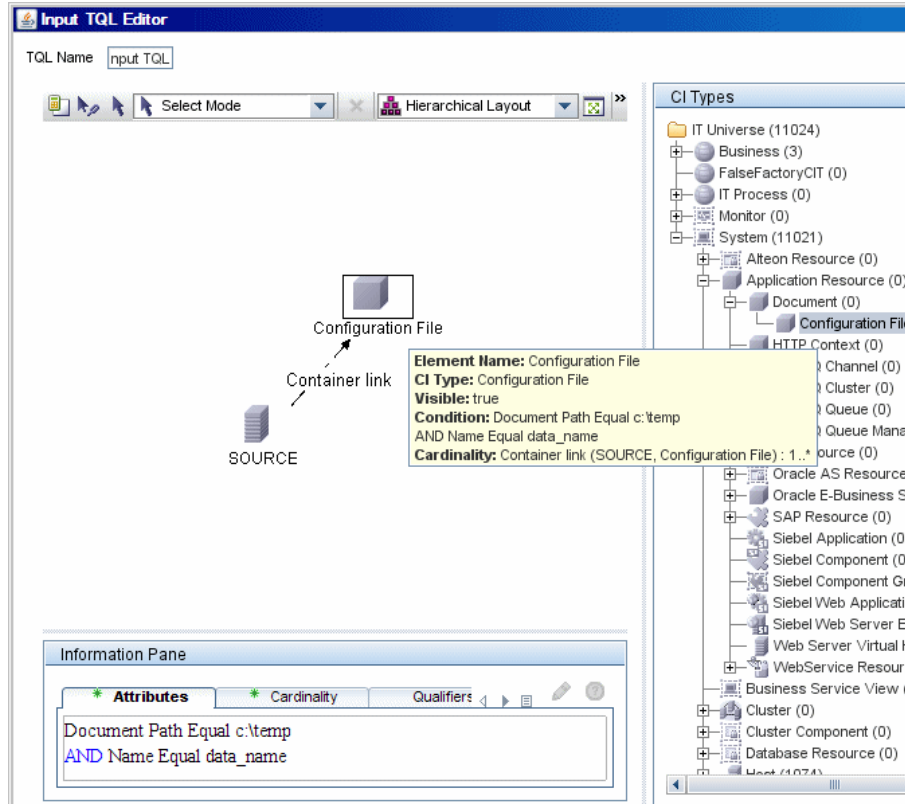 Input TQL Editor
TQL Name nput TQL
Select Mode
Hierarchical Layout
»
CI Types
IT Universe (11024)
Business (3)
FalseFactoryCIT (0)
IT Process (0)
Monitor (0)
System (11021)
Alteon Resource (0)
Application Resource (0)
Document (0)
Configuration File
HTTP Context (0)
Channel (0)
Cluster (0)
Queue (0)
Queue Mana
ource (0)
Oracle AS Resource
Oracle E-Business S
SAP Resource (0)
Siebel Application (0
Siebel Component (0
Siebel Component Gr
Siebel Web Applicati
Siebel Web Server E
Web Server Virtual H
WebService Resour
Business Service View (
Cluster (0)
Cluster Component (0)
Database Resource (0)
Host (1074)
Configuration File
Container link
SOURCE
Element Name: Configuration File
CI Type: Configuration File
Visible: true
Condition: Document Path Equal c:\temp
AND Name Equal data_name
Cardinality: Container link (SOURCE, Configuration File) : 1..*
Information Pane
Attributes
Cardinality
Qualifiers
Document Path Equal c:\temp
AND Name Equal data_name